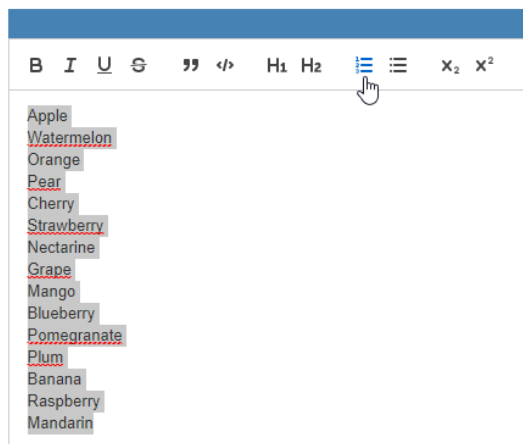 B I U S ” </> H1 H2 X2 X2
Apple
Watermelon
Orange
Pear
Cherry
Strawberry
Nectarine
Grape
Mango
Blueberry
Pomegranate
Plum
Banana
Raspberry
Mandarin